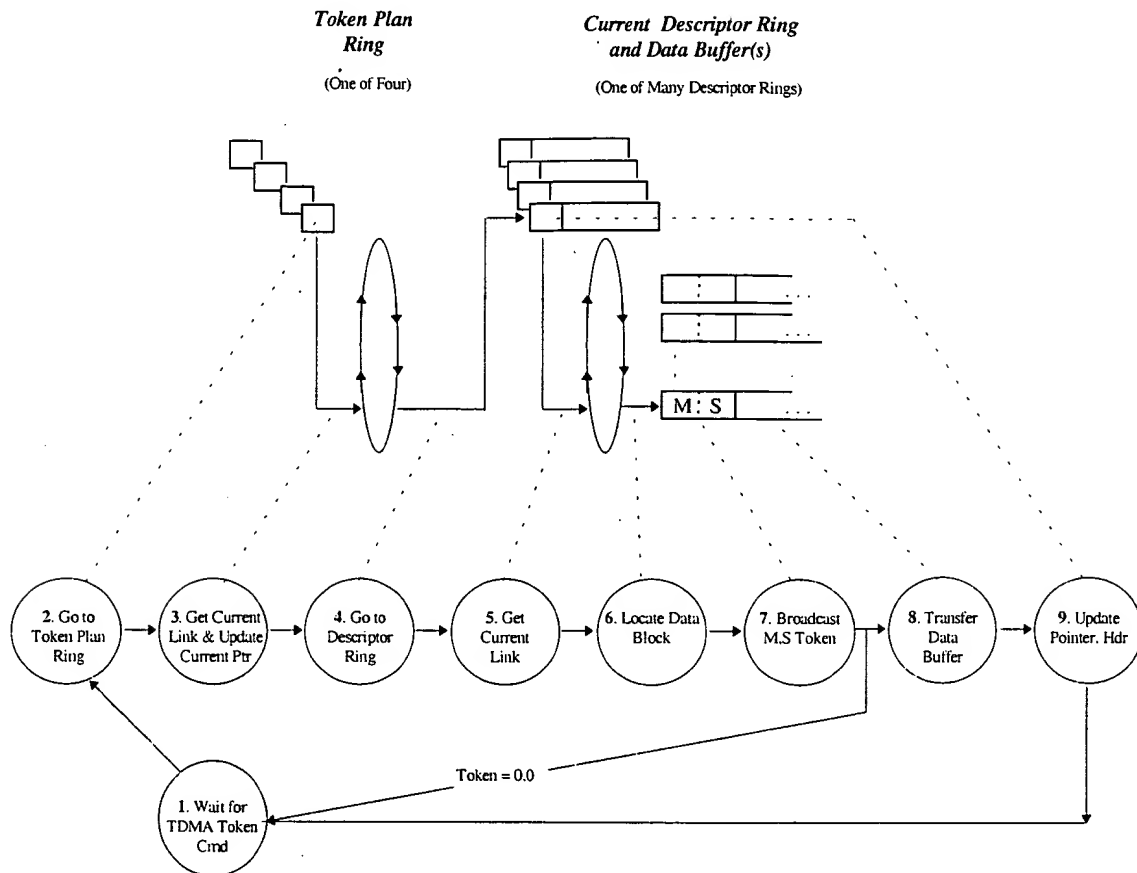 Token Plan
Ring
(One of Four)
Current Descriptor Ring
and Data Buffer(s)
(One of Many Descriptor Rings)
. . .
. . .
M : S
. . .
2. Go to
Token Plan
Ring
3. Get Current
Link & Update
Current Ptr
4. Go to
Descriptor
Ring
5. Get
Current
Link
6. Locate Data
Block
7. Broadcast
M.S Token
8. Transfer
Data
Buffer
9. Update
Pointer. Hdr
Token = 0.0
1. Wait for
TDMA Token
Cmd